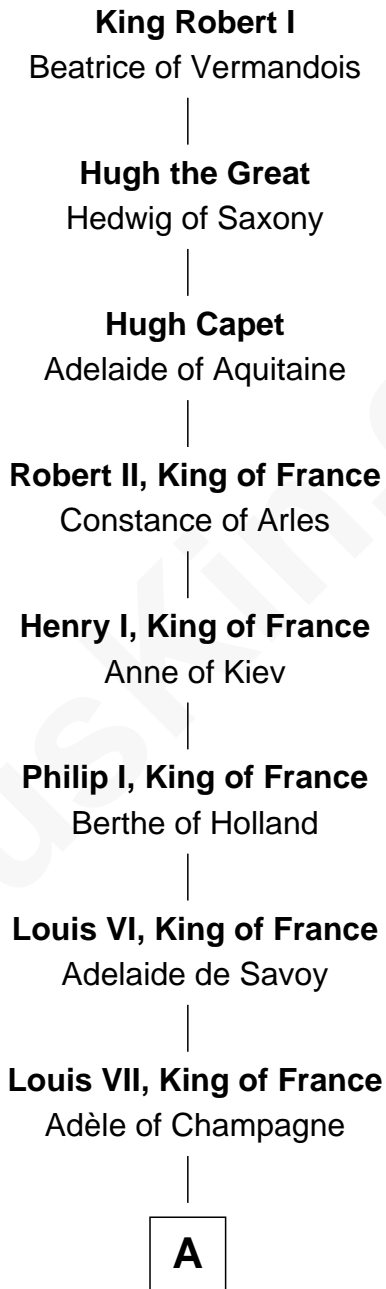 King Robert I
Beatrice of Vermandois
Hugh the Great
Hedwig of Saxony
Hugh Capet
Adelaide of Aquitaine
Robert II, King of France
Constance of Arles
Henry I, King of France
Anne of Kiev
Philip I, King of France
Berthe of Holland
Louis VI, King of France
Adelaide de Savoy
Louis VII, King of France
Adèle of Champagne
A